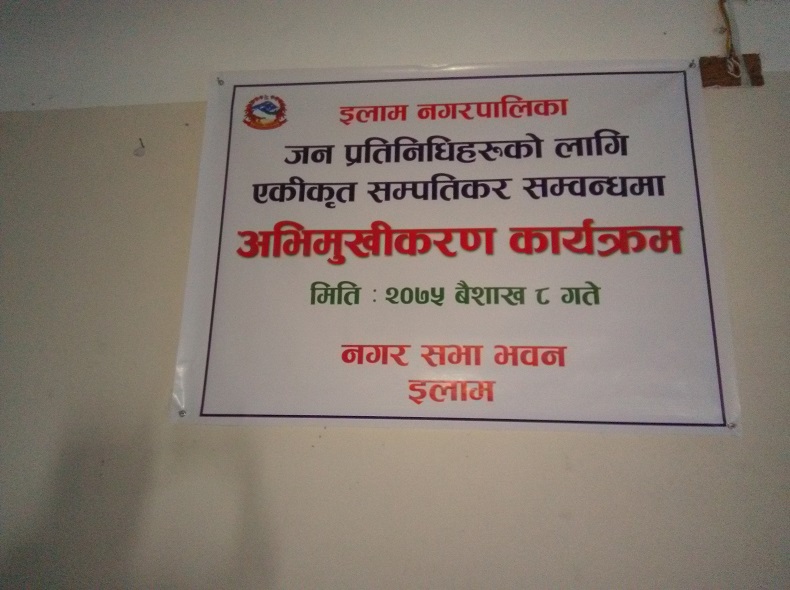 इलाम नगरपालिका
जन प्रतिनिधिहरुको लागि
एकीकृत सम्पतिकर सम्वन्धमा
अभिमुखीकरण कार्यक्रम
मिति : २०७५ बैशाख ८ गते
नगर सभा भवन
इलाम